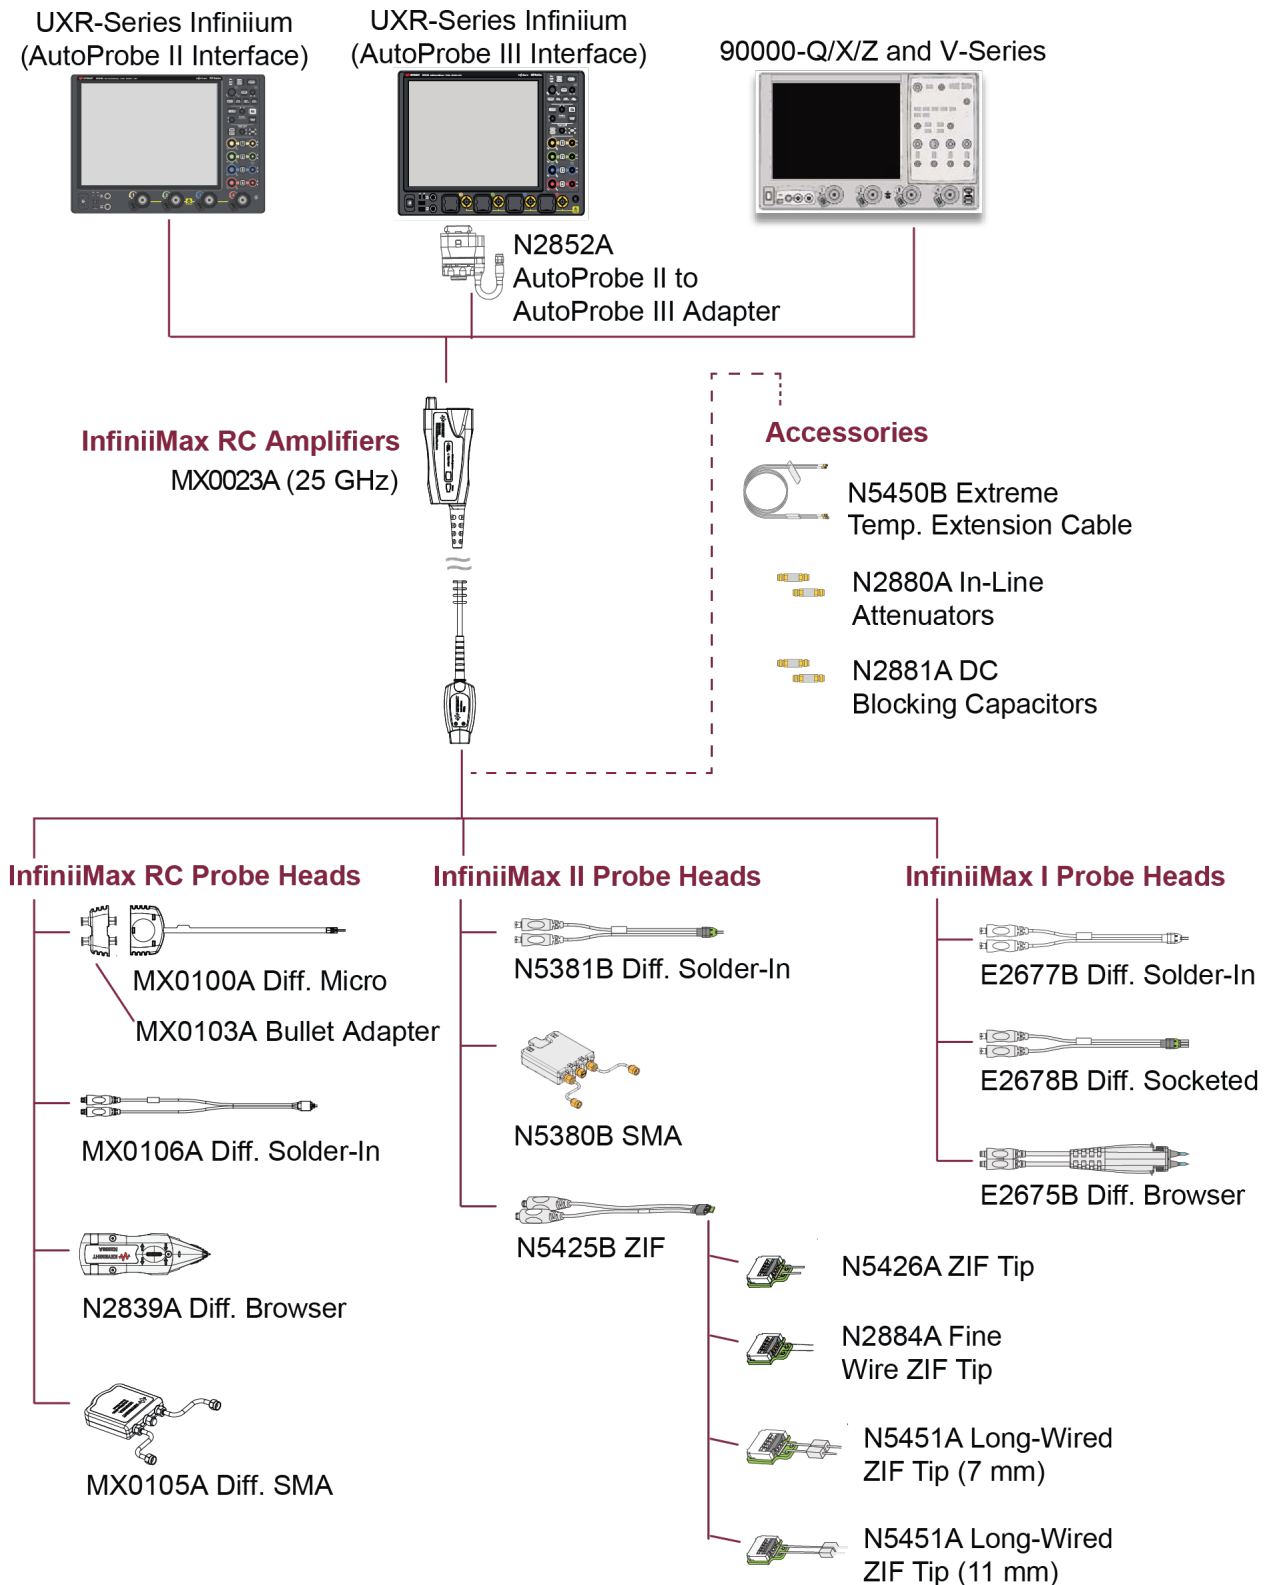 UXR-Series Infiniium
(AutoProbe II Interface)
UXR-Series Infiniium
(AutoProbe III Interface)
90000-Q/X/Z and V-Series
N2852A
AutoProbe II to
AutoProbe III Adapter
InfiniiMax RC Amplifiers
MX0023A (25 GHz)
Accessories
N5450B Extreme
Temp. Extension Cable
N2880A In-Line
Attenuators
N2881A DC
Blocking Capacitors
InfiniiMax RC Probe Heads
MX0100A Diff. Micro
MX0103A Bullet Adapter
MX0106A Diff. Solder-In
KEYSIGHT
N2839A Diff. Browser
MX0105A Diff. SMA
InfiniiMax II Probe Heads
N5381B Diff. Solder-In
N5380B SMA
N5425B ZIF
N5426A ZIF Tip
N2884A Fine
Wire ZIF Tip
N5451A Long-Wired
ZIF Tip (7 mm)
N5451A Long-Wired
ZIF Tip (11 mm)
InfiniiMax I Probe Heads
E2677B Diff. Solder-In
E2678B Diff. Socketed
E2675B Diff. Browser